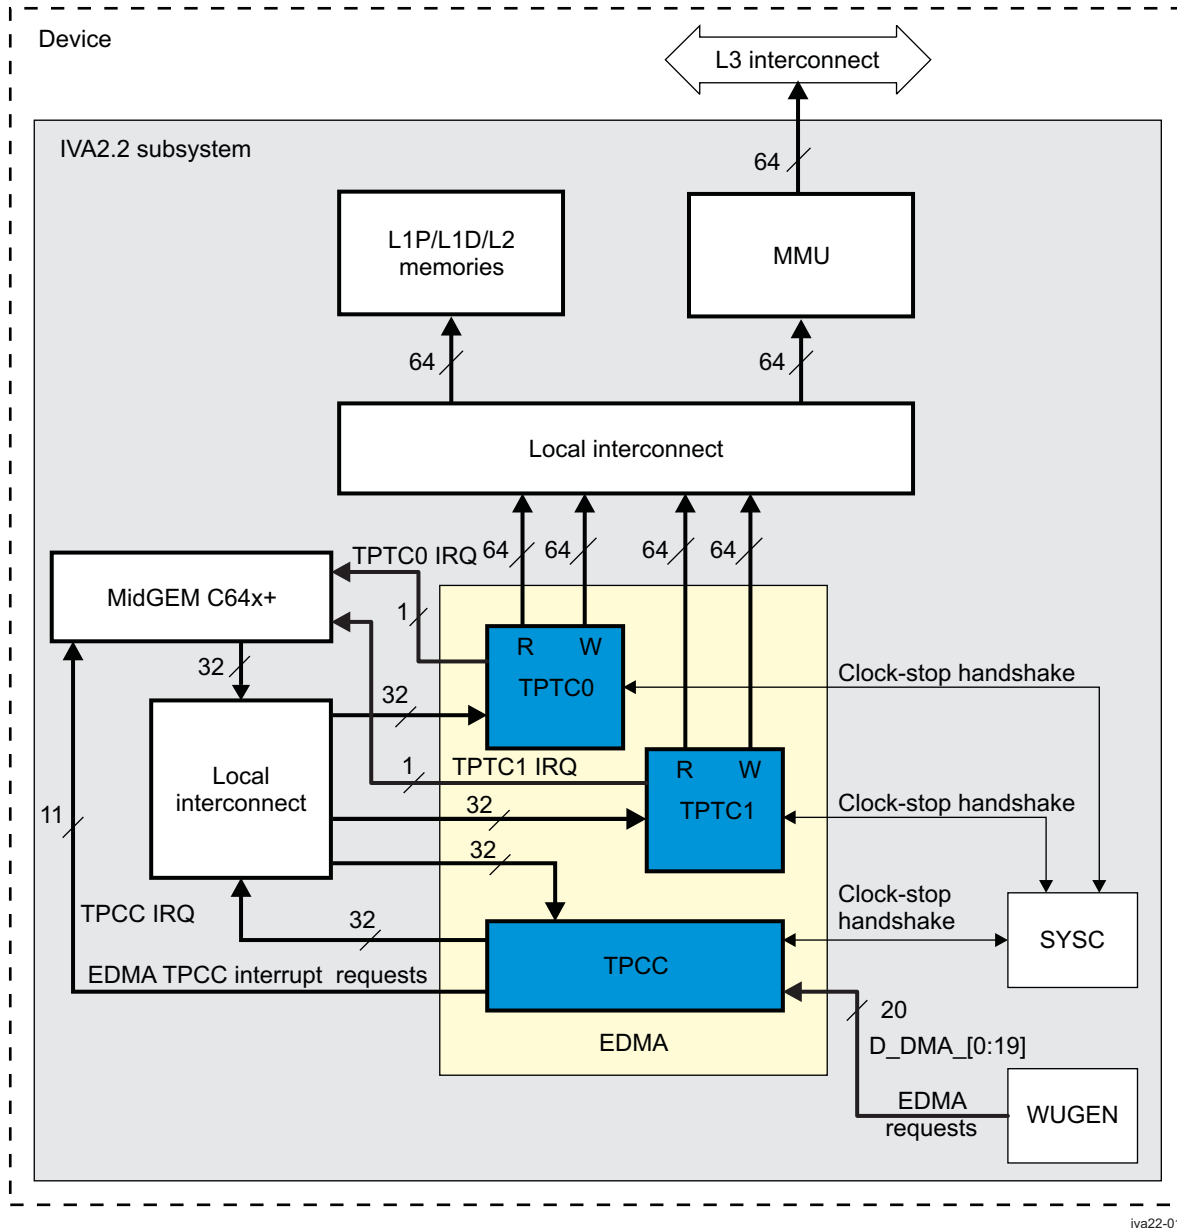 Device
L3 interconnect
IVA2.2 subsystem
64
L1P/L1D/L2
memories
MMU
64
64
Local interconnect
TPTC0 IRQ
64
64
64
64
MidGEM C64x+
1
R W
TPTC0
32
Clock-stop handshake
32
Local
interconnect
TPTC1 IRQ
1
R W
TPTC1
32
Clock-stop handshake
11
32
TPCC IRQ
32
Clock-stop
handshake
SYSC
TPCC
EDMA TPCC interrupt requests
20
D_DMA_[0:19]
EDMA
EDMA
requests
WUGEN